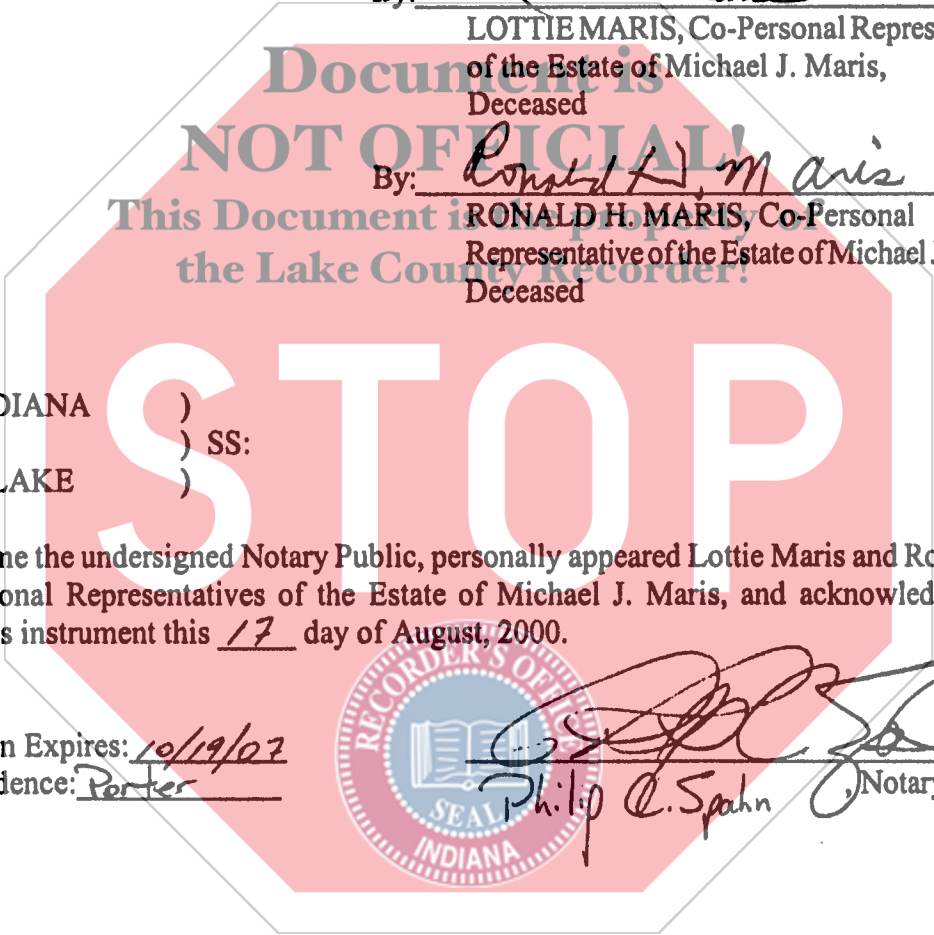 By:
LOTTIE MARIS, Co-Personal Repres
of the Estate of Michael J. Maris,
Deceased
Document is
NOT OFFICIAL!
This Document is the property of
the Lake County Recorder!
By: Ronald H. Maris
RONALD H. MARIS, Co-Personal
Representative of the Estate of Michael J
Deceased
STOP
DIANA )
) SS:
LAKE )
me the undersigned Notary Public, personally appeared Lottie Maris and Ro
onal Representatives of the Estate of Michael J. Maris, and acknowled
s instrument this 17 day of August, 2000.
n Expires: 10/19/07
dence: Porter
Philip C. Spahn , Notary
RECORDER'S OFFICE
SEAL
INDIANA